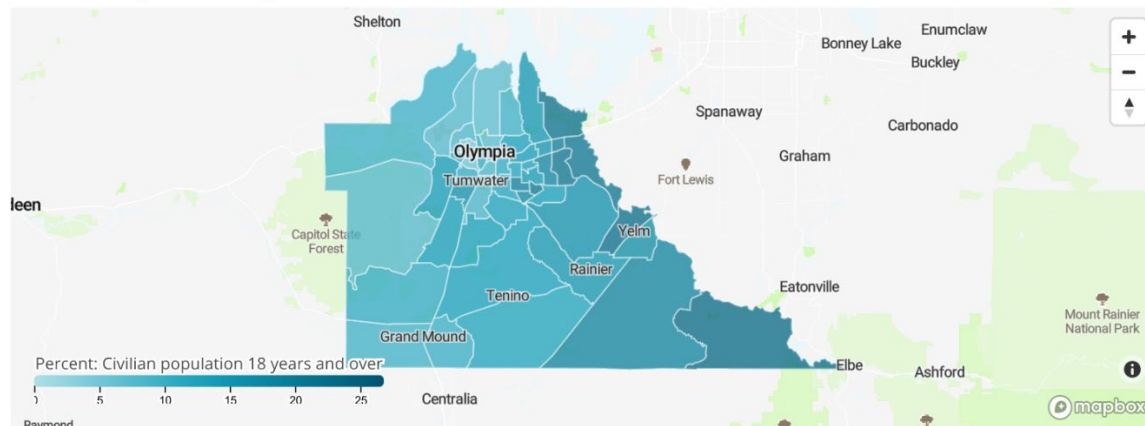 Shelton
Enumclaw
Bonney Lake
Buckley
Spanaway
Carbonado
Olympia
Graham
Tumwater
Fort Lewis
deen
Capitol State
Forest
Yelm
Rainier
Eatonville
Tenino
Mount Rainier
National Park
Grand Mound
Percent: Civilian population 18 years and over
Elbe
Ashford
5 10 15 20 25
Centralia
mapbox
Raymond